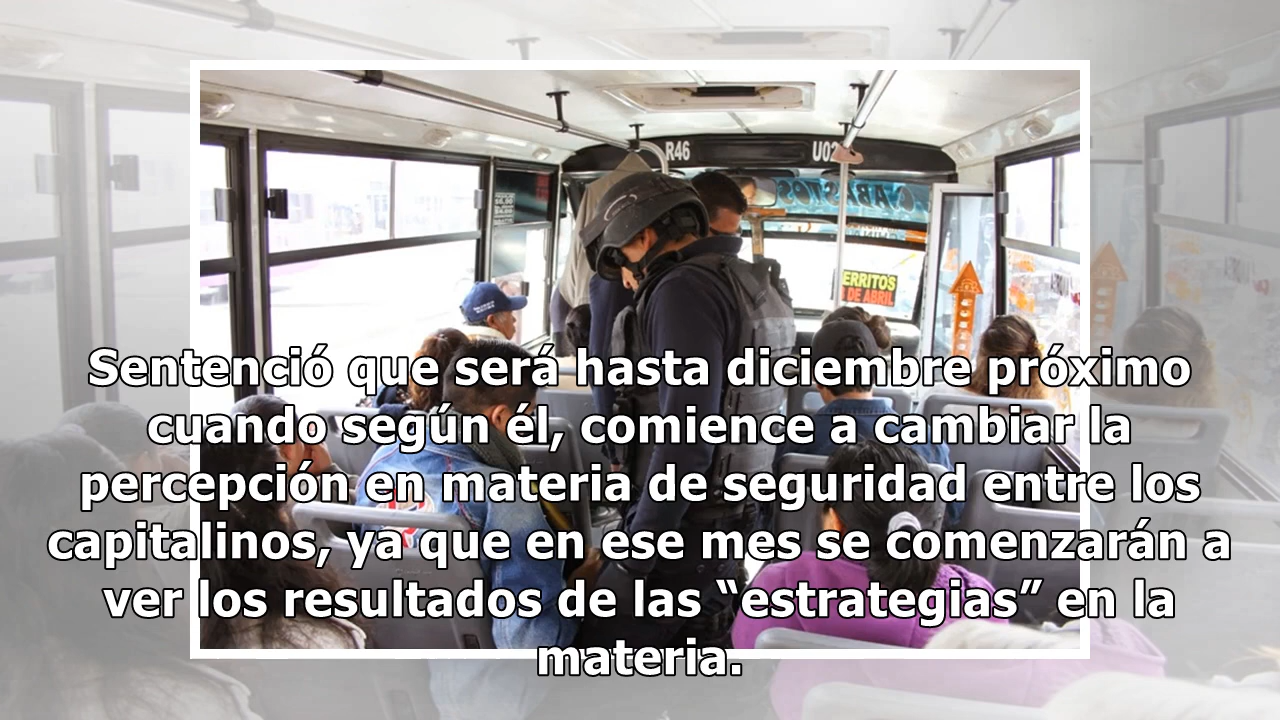 R46
U02
ABASTOS
CERRITOS
DE ABRIL
Sentenció que será hasta diciembre próximo
cuando según él, comience a cambiar la
percepción en materia de seguridad entre los
capitalinos, ya que en ese mes se comenzarán a
ver los resultados de las “estrategias” en la
materia.